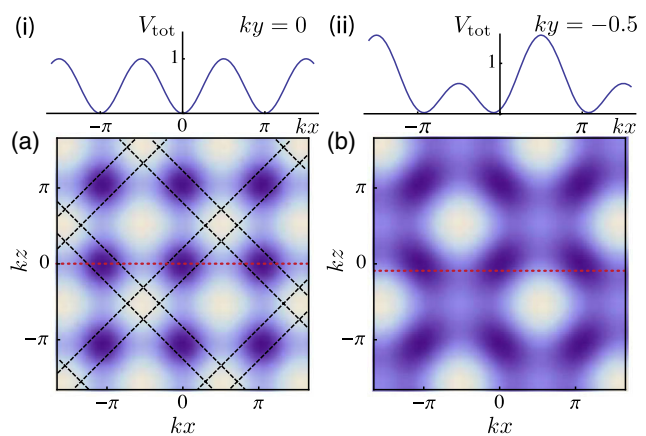 (i) V_tot ky = 0 (ii) V_tot ky = −0.5
1 1
−π 0 π kx −π π kx
(a) (b)
π π
kz 0 kz 0
−π −π
−π 0 π −π 0 π
kx kx